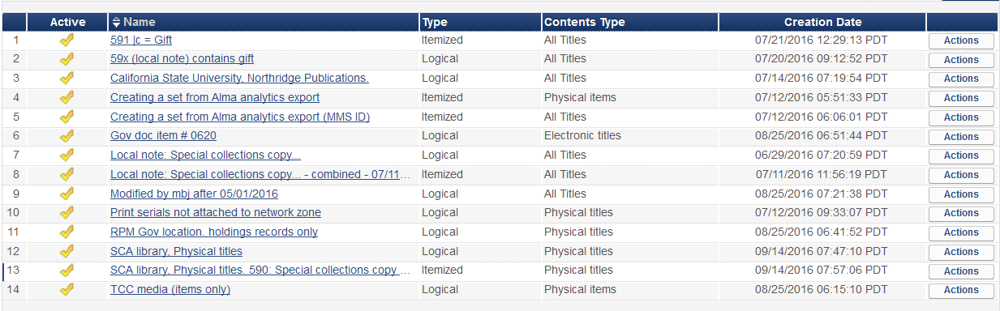 Active Name Type Contents Type Creation Date
1 591 |c = Gift Itemized All Titles 07/21/2016 12:29:13 PDT Actions
2 59x (local note) contains gift Logical All Titles 07/20/2016 09:12:52 PDT Actions
3 California State University, Northridge Publications. Logical All Titles 07/14/2016 07:19:54 PDT Actions
4 Creating a set from Alma analytics export Itemized Physical items 07/12/2016 05:51:33 PDT Actions
5 Creating a set from Alma analytics export (MMS ID) Itemized All Titles 07/12/2016 06:06:01 PDT Actions
6 Gov doc item # 0620 Logical Electronic titles 08/25/2016 06:51:44 PDT Actions
7 Local note: Special collections copy... Logical All Titles 06/29/2016 07:20:59 PDT Actions
8 Local note: Special collections copy... - combined - 07/11... Itemized All Titles 07/11/2016 11:56:19 PDT Actions
9 Modified by mbj after 05/01/2016 Logical All Titles 08/25/2016 07:21:38 PDT Actions
10 Print serials not attached to network zone Logical Physical titles 07/12/2016 09:33:07 PDT Actions
11 RPM Gov location. holdings records only Logical Physical titles 08/25/2016 06:41:52 PDT Actions
12 SCA library, Physical titles Logical Physical titles 09/14/2016 07:47:10 PDT Actions
13 SCA library, Physical titles. 590: Special collections copy ... Itemized Physical titles 09/14/2016 07:57:06 PDT Actions
14 TCC media (items only) Logical Physical items 08/25/2016 06:15:10 PDT Actions